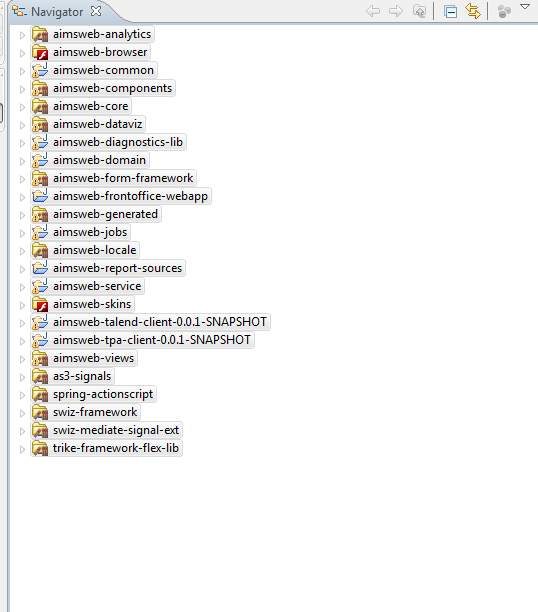 Navigator
aimsweb-analytics
aimsweb-browser
aimsweb-common
aimsweb-components
aimsweb-core
aimsweb-dataviz
aimsweb-diagnostics-lib
aimsweb-domain
aimsweb-form-framework
aimsweb-frontoffice-webapp
aimsweb-generated
aimsweb-jobs
aimsweb-locale
aimsweb-report-sources
aimsweb-service
aimsweb-skins
aimsweb-talend-client-0.0.1-SNAPSHOT
aimsweb-tpa-client-0.0.1-SNAPSHOT
aimsweb-views
as3-signals
spring-actionscript
swiz-framework
swiz-mediate-signal-ext
trike-framework-flex-lib